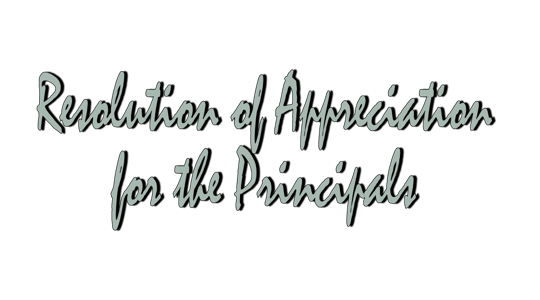 Resolution of Appreciation
for the Principals